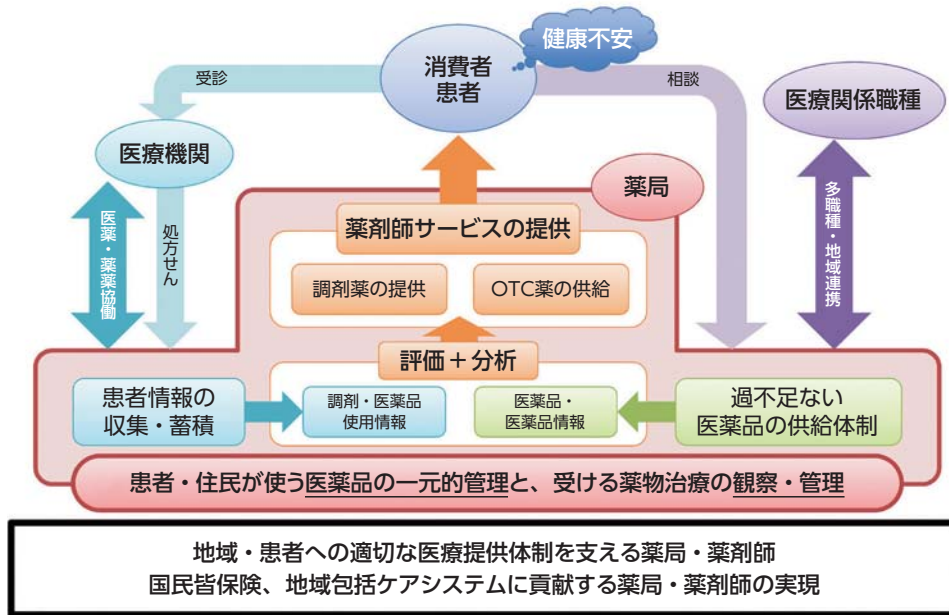 健康不安
消費者
患者
受診
相談
医療関係職種
医療機関
薬局
医薬・薬薬協働
処方せん
多職種・地域連携
薬剤師サービスの提供
調剤薬の提供
OTC薬の供給
評価＋分析
患者情報の
収集・蓄積
調剤・医薬品
使用情報
医薬品・
医薬品情報
過不足ない
医薬品の供給体制
患者・住民が使う医薬品の一元的管理と、受ける薬物治療の観察・管理
地域・患者への適切な医療提供体制を支える薬局・薬剤師
国民皆保険、地域包括ケアシステムに貢献する薬局・薬剤師の実現